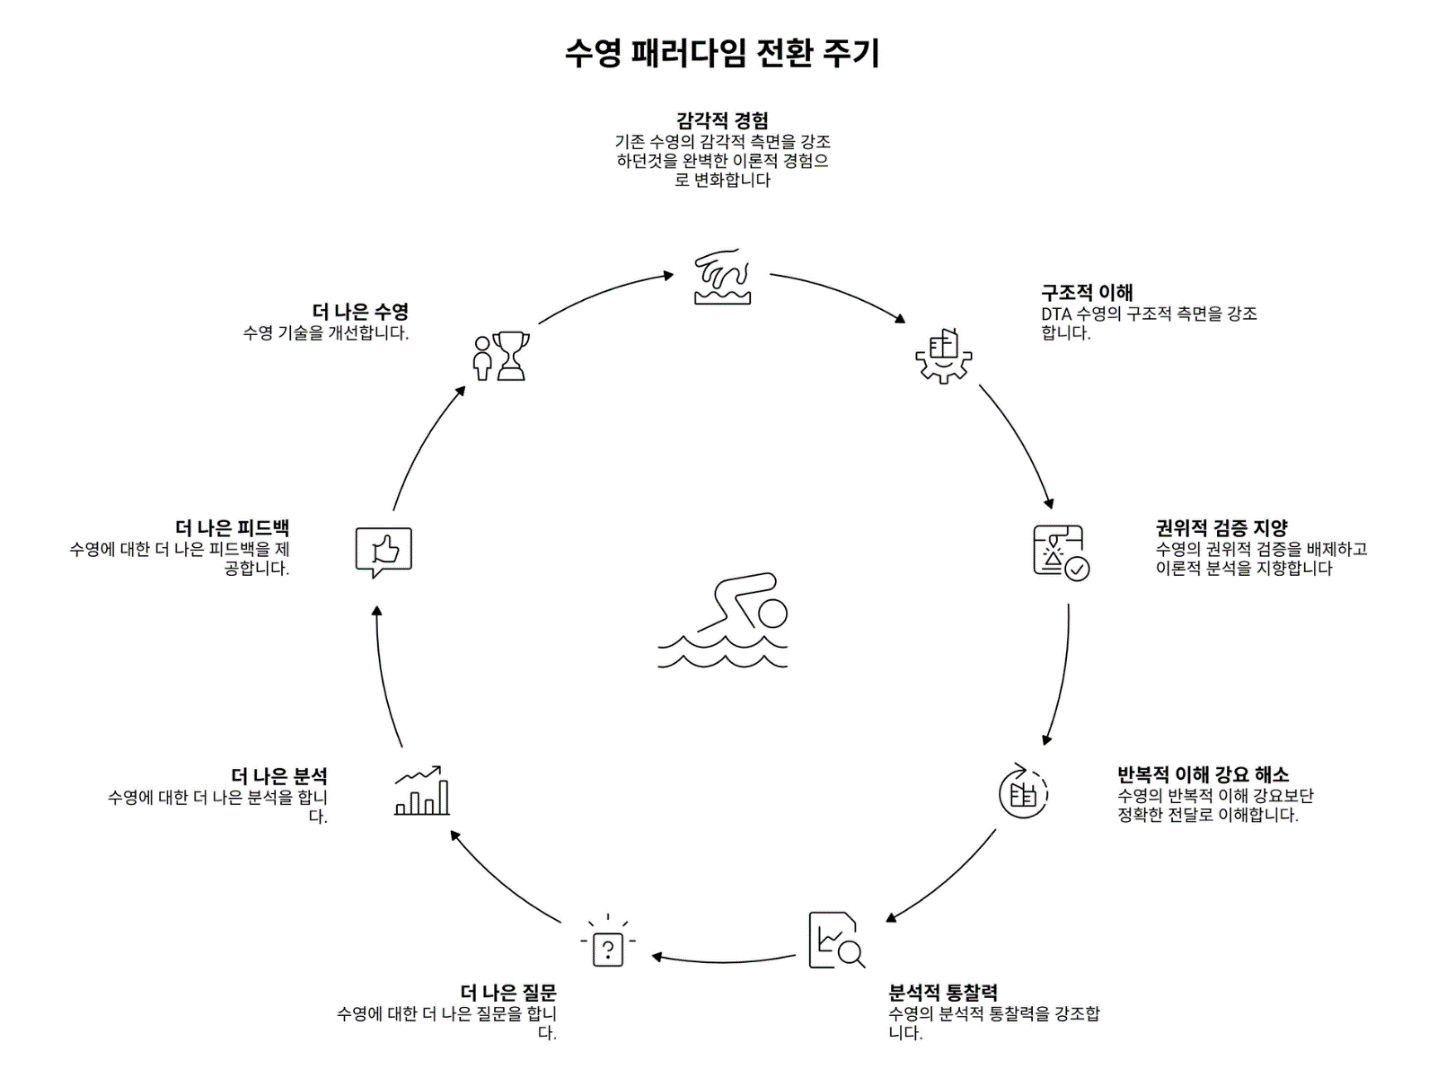 수영 패러다임 전환 주기
감각적 경험
기존 수영의 감각적 측면을 강조
하던것을 완벽한 이론적 경험으
로 변화합니다
구조적 이해
DTA 수영의 구조적 측면을 강조
합니다.
권위적 검증 지양
수영의 권위적 검증을 배제하고
이론적 분석을 지향합니다
반복적 이해 강요 해소
수영의 반복적 이해 강요보단
정확한 전달로 이해합니다.
분석적 통찰력
수영의 분석적 통찰력을 강조합
니다.
더 나은 질문
수영에 대한 더 나은 질문을 합니
다.
더 나은 분석
수영에 대한 더 나은 분석을 합니
다.
더 나은 피드백
수영에 대한 더 나은 피드백을 제
공합니다.
더 나은 수영
수영 기술을 개선합니다.
?